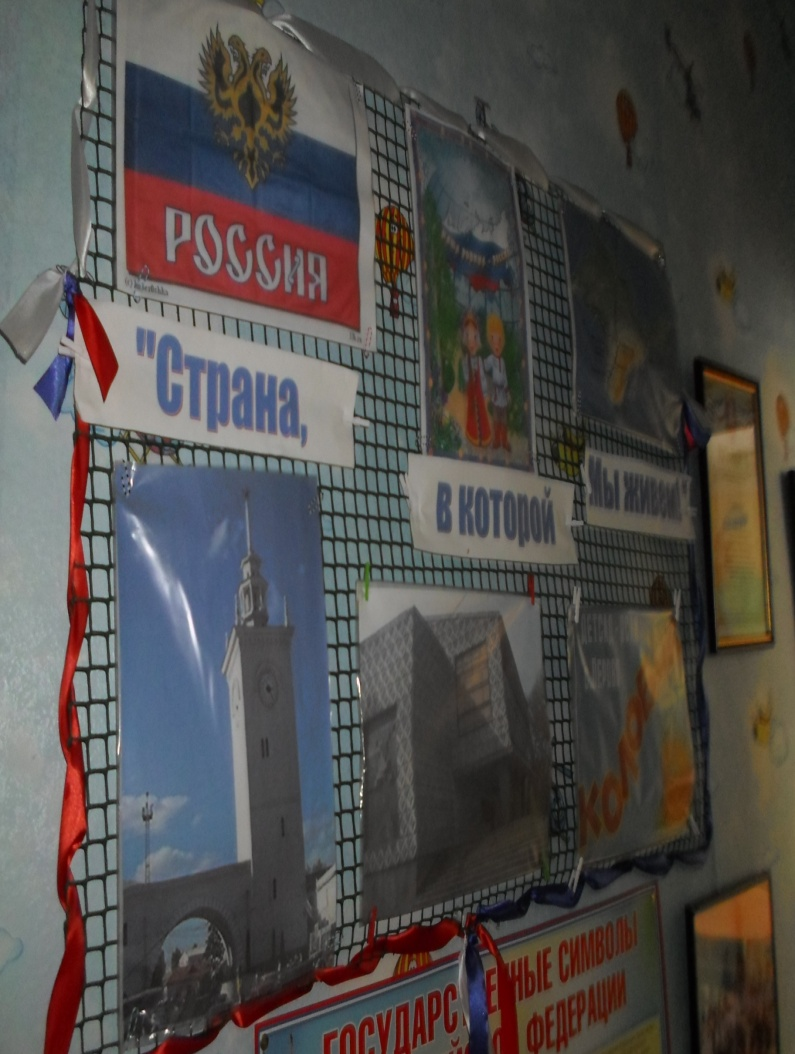 РОССИЯ
"Страна,
в которой
Мы живем!"
ГОСУДАРСТВЕННЫЕ СИМВОЛЫ
ФЕДЕРАЦИИ